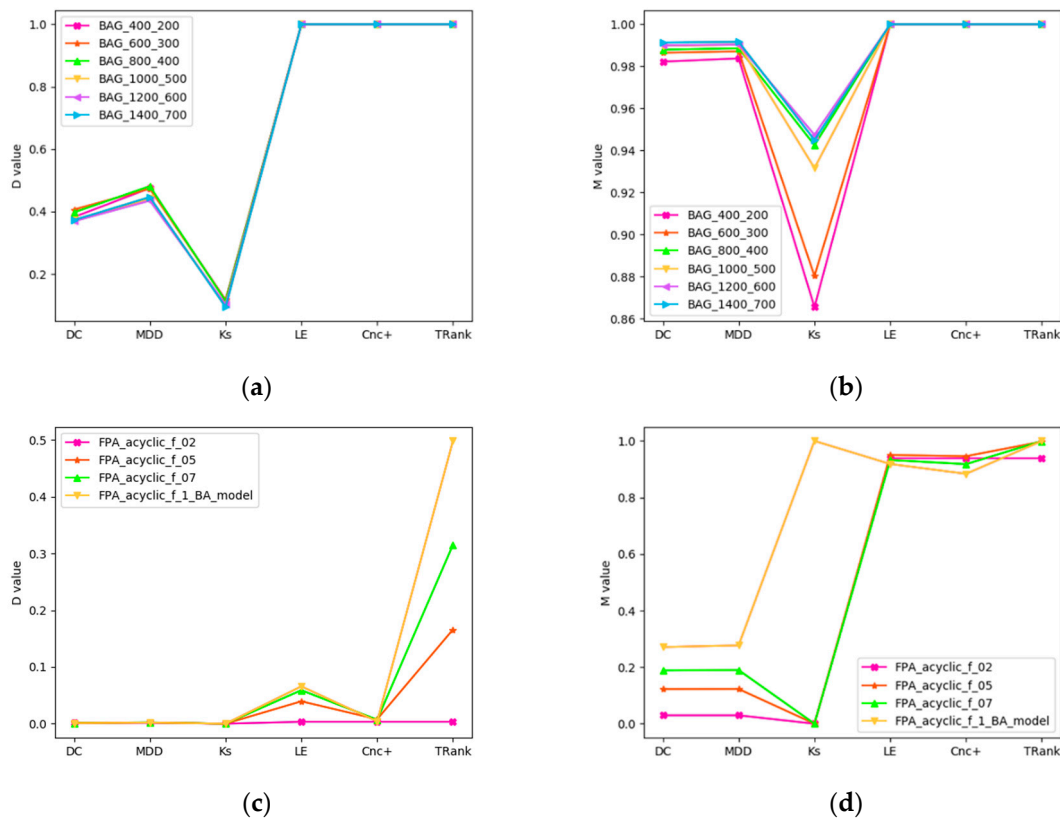 1.0
0.8
0.6
0.4
0.2
D value
BAG_400_200
BAG_600_300
BAG_800_400
BAG_1000_500
BAG_1200_600
BAG_1400_700
DC MDD Ks LE Cnc+ TRank
(a)
1.00
0.98
0.96
0.94
0.92
0.90
0.88
0.86
M value
BAG_400_200
BAG_600_300
BAG_800_400
BAG_1000_500
BAG_1200_600
BAG_1400_700
DC MDD Ks LE Cnc+ TRank
(b)
0.5
0.4
0.3
0.2
0.1
0.0
D value
FPA_acyclic_f_02
FPA_acyclic_f_05
FPA_acyclic_f_07
FPA_acyclic_f_1_BA_model
DC MDD Ks LE Cnc+ TRank
(c)
1.0
0.8
0.6
0.4
0.2
0.0
M value
FPA_acyclic_f_02
FPA_acyclic_f_05
FPA_acyclic_f_07
FPA_acyclic_f_1_BA_model
DC MDD Ks LE Cnc+ TRank
(d)